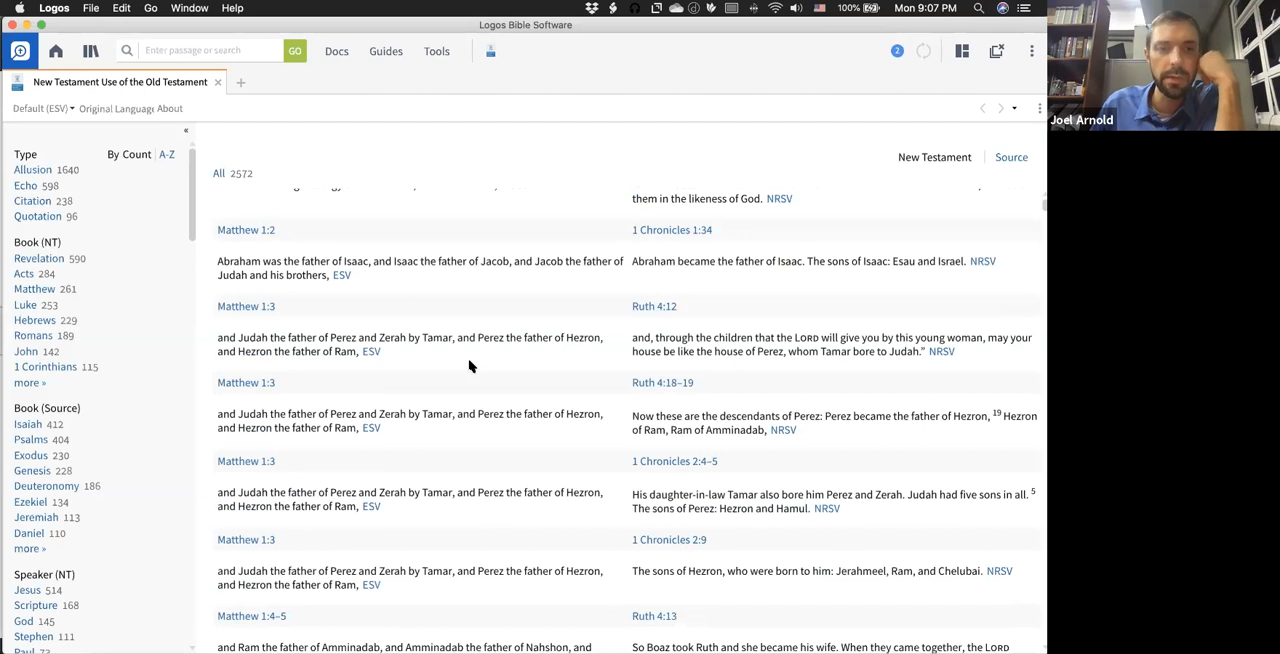 Logos File Edit Go Window Help 100% Mon 9:07 PM
Logos Bible Software
Enter passage or search GO Docs Guides Tools 2
New Testament Use of the Old Testament
Default (ESV) Original Language About
Joel Arnold
«
Type By Count A-Z
Allusion 1640
Echo 598
Citation 238
Quotation 96
Book (NT)
Revelation 590
Acts 284
Matthew 261
Luke 253
Hebrews 229
Romans 189
John 142
1 Corinthians 115
more »
Book (Source)
Isaiah 412
Psalms 404
Exodus 230
Genesis 228
Deuteronomy 186
Ezekiel 134
Jeremiah 113
Daniel 110
more »
Speaker (NT)
Jesus 514
Scripture 168
God 145
Stephen 111
Paul 73
New Testament Source
All 2572
them in the likeness of God. NRSV
Matthew 1:2 1 Chronicles 1:34
Abraham was the father of Isaac, and Isaac the father of Jacob, and Jacob the father of Abraham became the father of Isaac. The sons of Isaac: Esau and Israel. NRSV
Judah and his brothers, ESV
Matthew 1:3 Ruth 4:12
and Judah the father of Perez and Zerah by Tamar, and Perez the father of Hezron, and, through the children that the LORD will give you by this young woman, may your
and Hezron the father of Ram, ESV house be like the house of Perez, whom Tamar bore to Judah.” NRSV
Matthew 1:3 Ruth 4:18–19
and Judah the father of Perez and Zerah by Tamar, and Perez the father of Hezron, Now these are the descendants of Perez: Perez became the father of Hezron, 19 Hezron
and Hezron the father of Ram, ESV of Ram, Ram of Amminadab, NRSV
Matthew 1:3 1 Chronicles 2:4–5
and Judah the father of Perez and Zerah by Tamar, and Perez the father of Hezron, His daughter-in-law Tamar also bore him Perez and Zerah. Judah had five sons in all. 5
and Hezron the father of Ram, ESV The sons of Perez: Hezron and Hamul. NRSV
Matthew 1:3 1 Chronicles 2:9
and Judah the father of Perez and Zerah by Tamar, and Perez the father of Hezron, The sons of Hezron, who were born to him: Jerahmeel, Ram, and Chelubai. NRSV
and Hezron the father of Ram, ESV
Matthew 1:4–5 Ruth 4:13
and Ram the father of Amminadab, and Amminadab the father of Nahshon, and So Boaz took Ruth and she became his wife. When they came together, the LORD